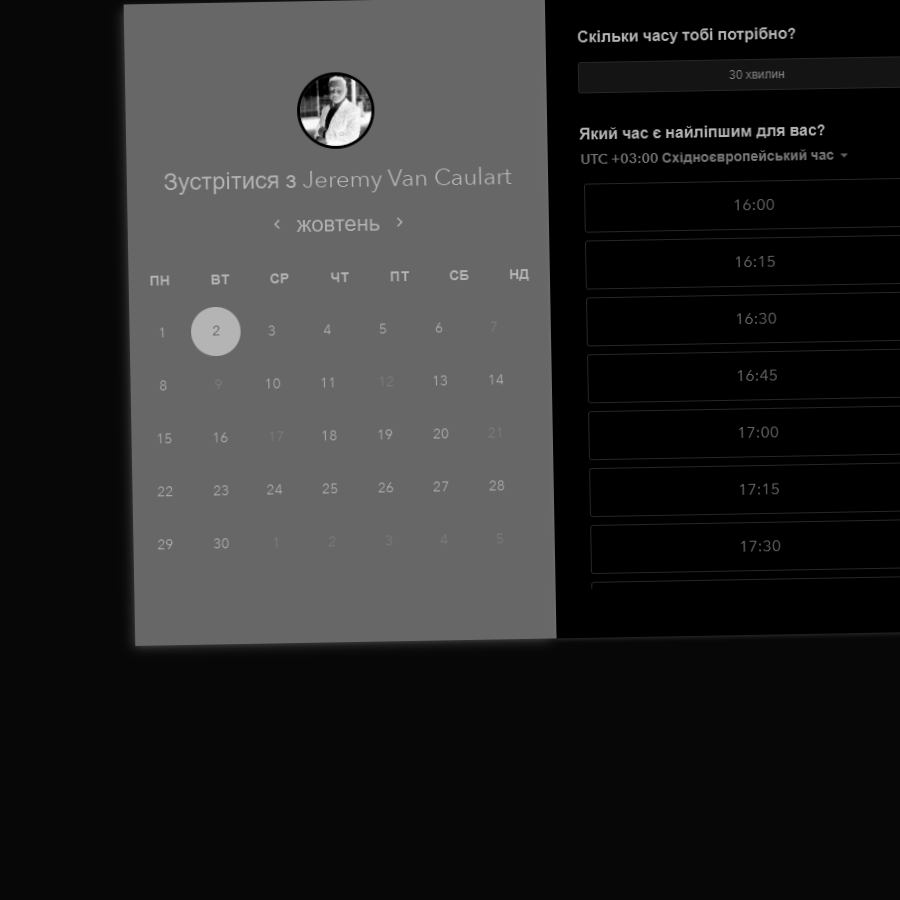 Зустрітися з Jeremy Van Caulart
жовтень
ПН ВТ СР ЧТ ПТ СБ НД
1 2 3 4 5 6 7
8 9 10 11 12 13 14
15 16 17 18 19 20 21
22 23 24 25 26 27 28
29 30 1 2 3 4 5
Скільки часу тобі потрібно?
30 хвилин
Який час є найліпшим для вас?
UTC +03:00 Східноєвропейський час
16:00
16:15
16:30
16:45
17:00
17:15
17:30